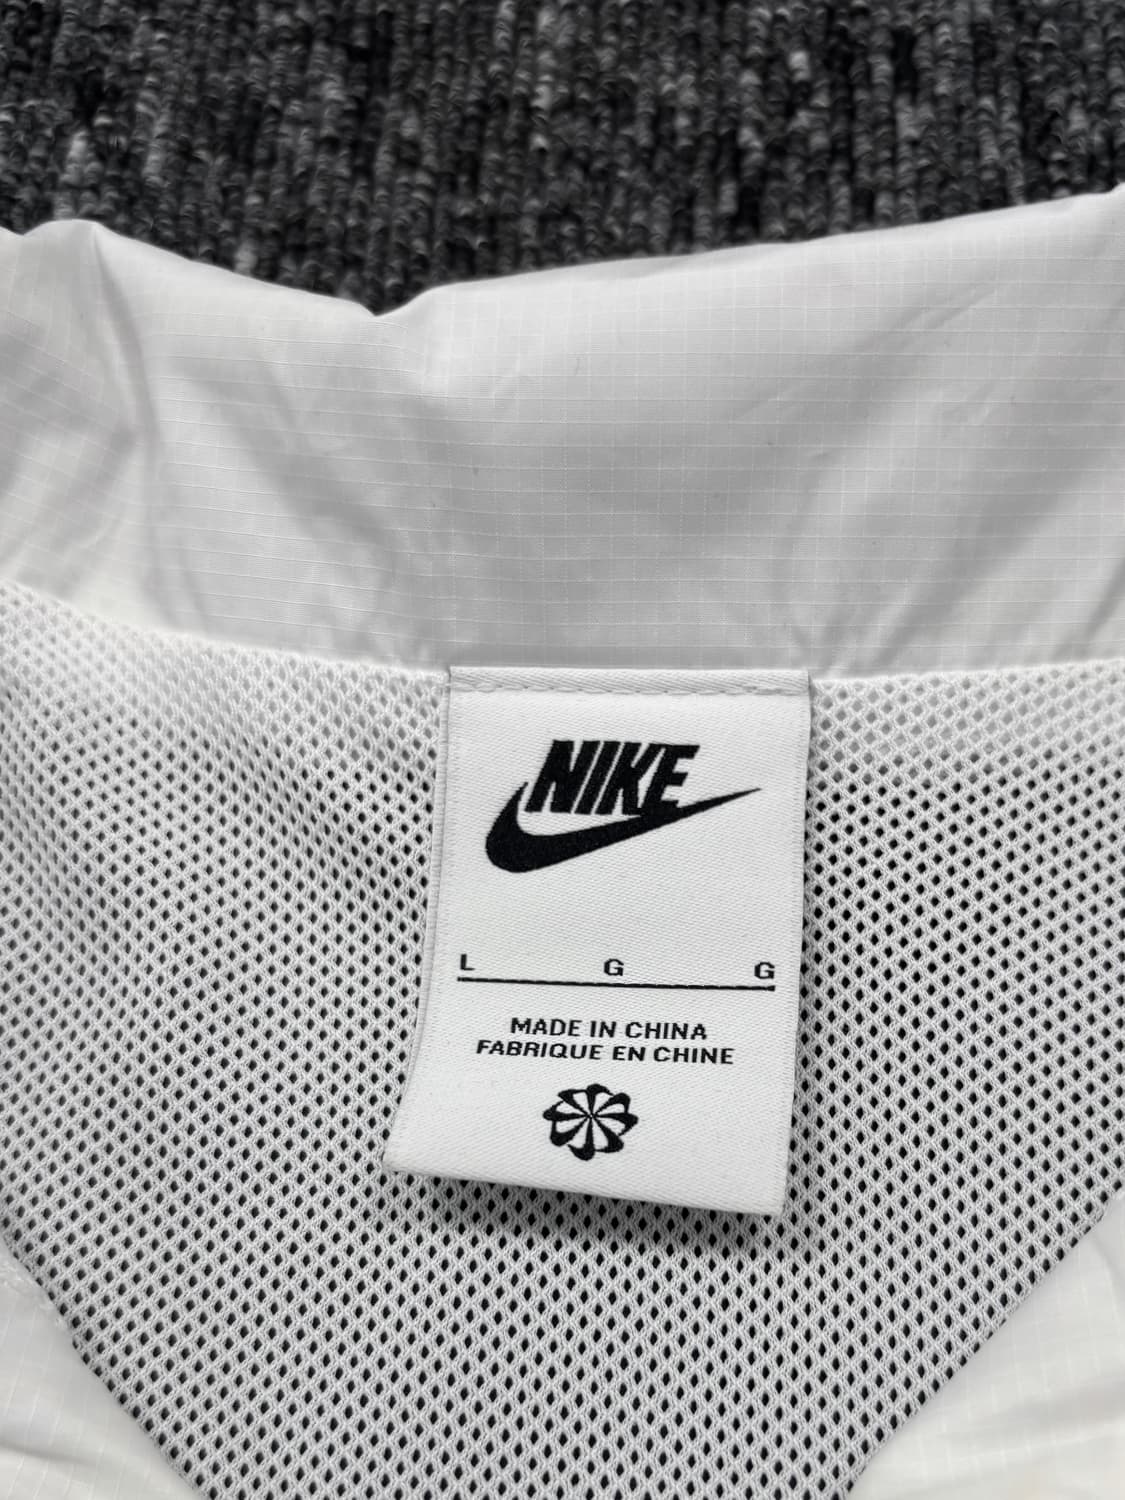 NIKE
L G G
MADE IN CHINA
FABRIQUE EN CHINE